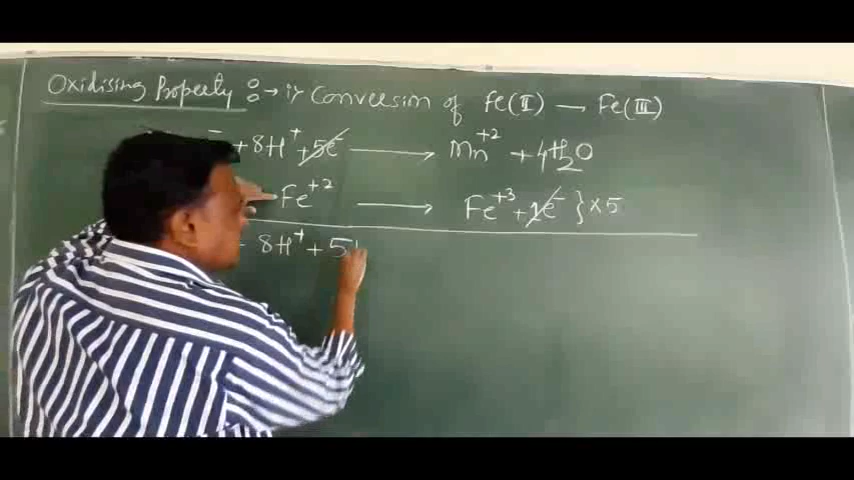 Oxidising Property :→ i) Conversion of Fe(II) — Fe(III)
+ 8H⁺ + 5e⁻ ⟶ Mn⁺² + 4H₂O
Fe⁺² ⟶ Fe⁺³ + 1e⁻ } × 5
8H⁺ + 5